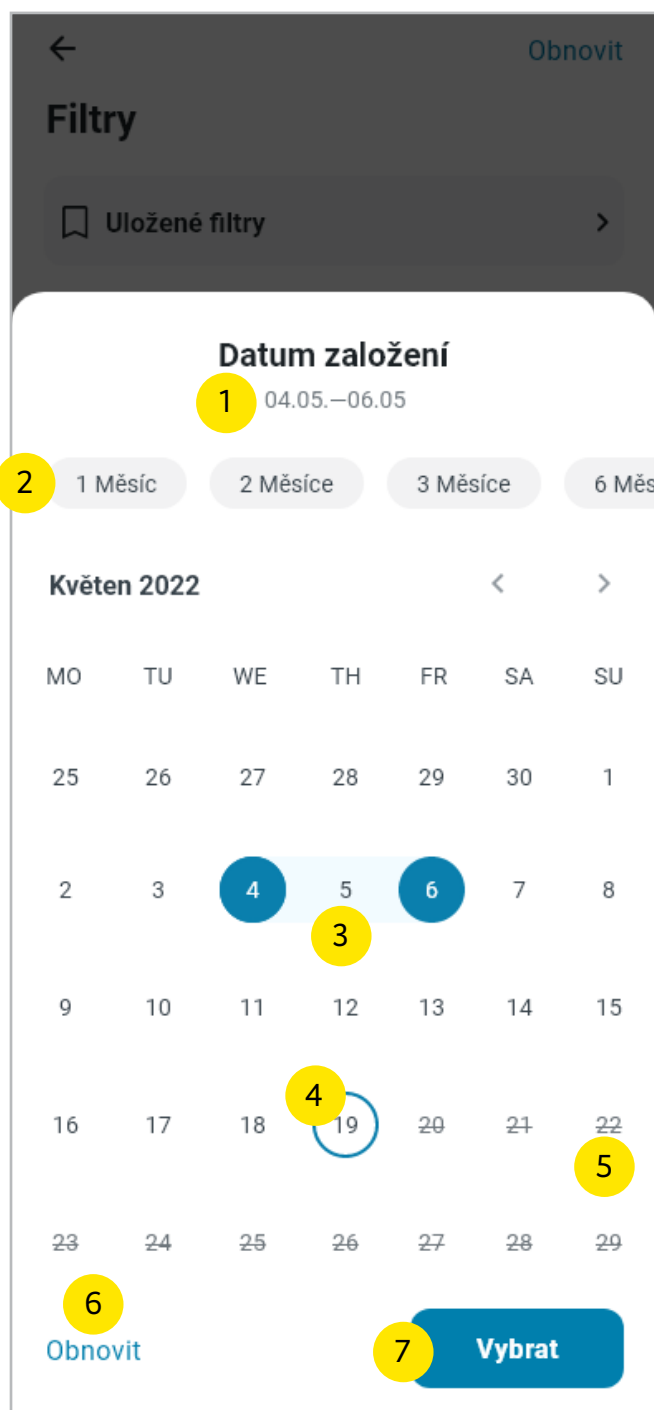 Obnovit
Filtry
Uložené filtry
Datum založení
1 04.05.—06.05
2 1 Měsíc 2 Měsíce 3 Měsíce 6 Měs
Květen 2022
MO TU WE TH FR SA SU
25 26 27 28 29 30 1
2 3 4 5 6 7 8
3
9 10 11 12 13 14 15
4
16 17 18 19 20 21 22
5
23 24 25 26 27 28 29
6
Obnovit 7 Vybrat